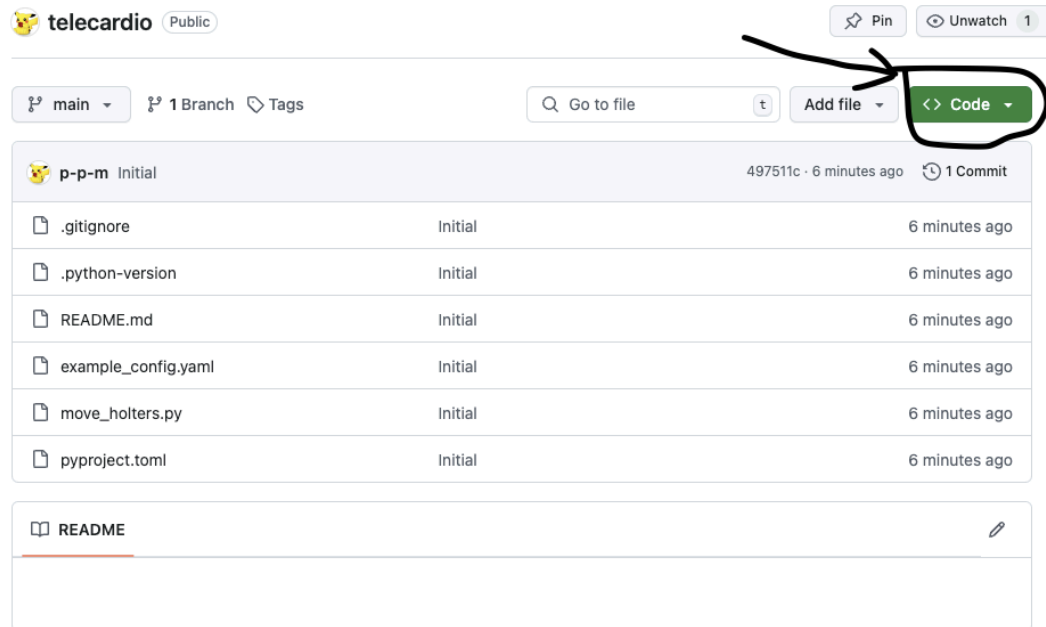 telecardio Public Pin Unwatch 1
main 1 Branch Tags Go to file t Add file <> Code
p-p-m Initial 497511c · 6 minutes ago 1 Commit
.gitignore Initial 6 minutes ago
.python-version Initial 6 minutes ago
README.md Initial 6 minutes ago
example_config.yaml Initial 6 minutes ago
move_holters.py Initial 6 minutes ago
pyproject.toml Initial 6 minutes ago
README